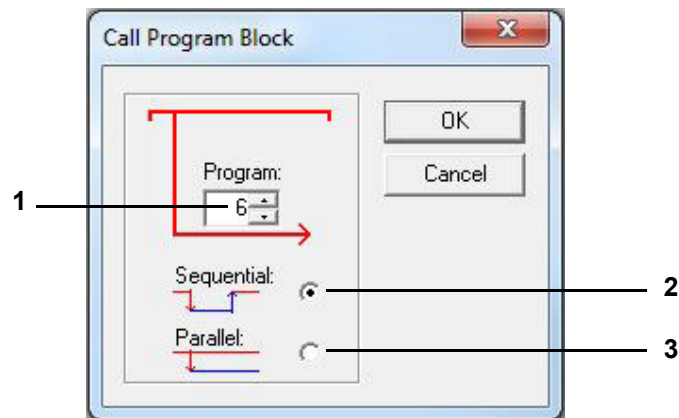 Call Program Block
OK
Program:
Cancel
1
6
Sequential:
2
Parallel:
3